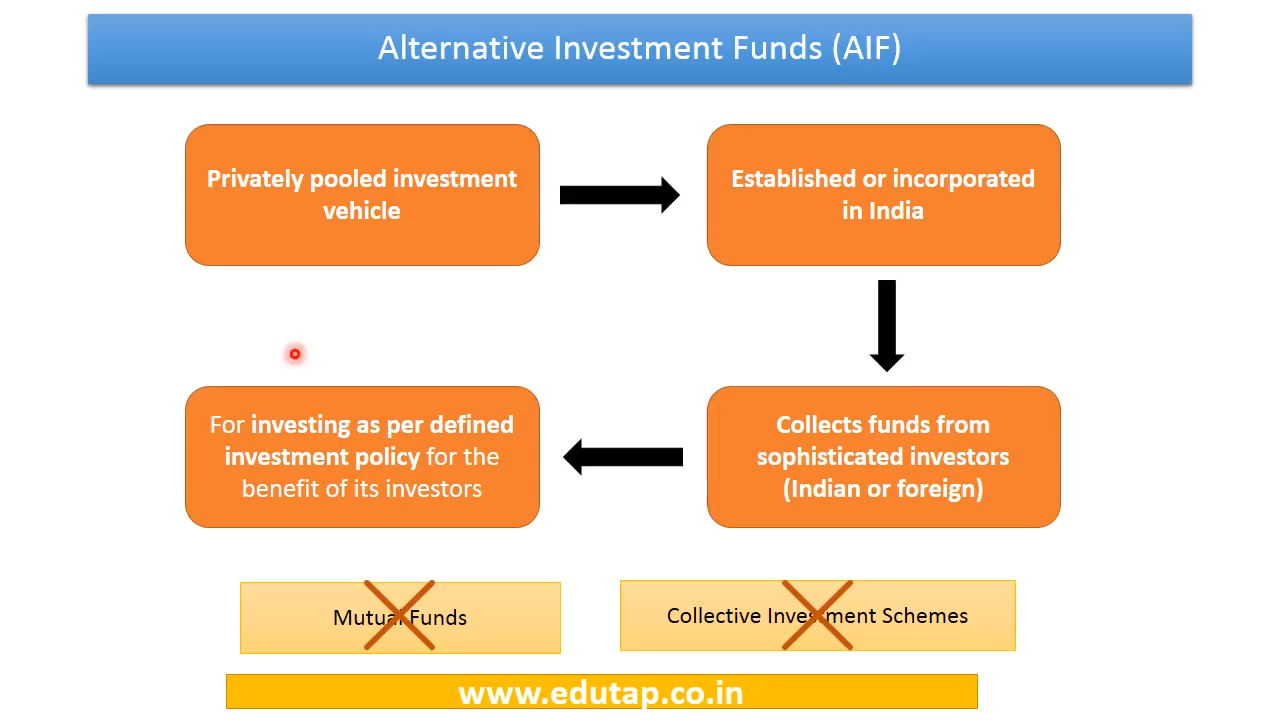 Alternative Investment Funds (AIF)
Privately pooled investment
vehicle
Established or incorporated
in India
Collects funds from
sophisticated investors
(Indian or foreign)
For investing as per defined
investment policy for the
benefit of its investors
Mutual Funds
Collective Investment Schemes
www.edutap.co.in